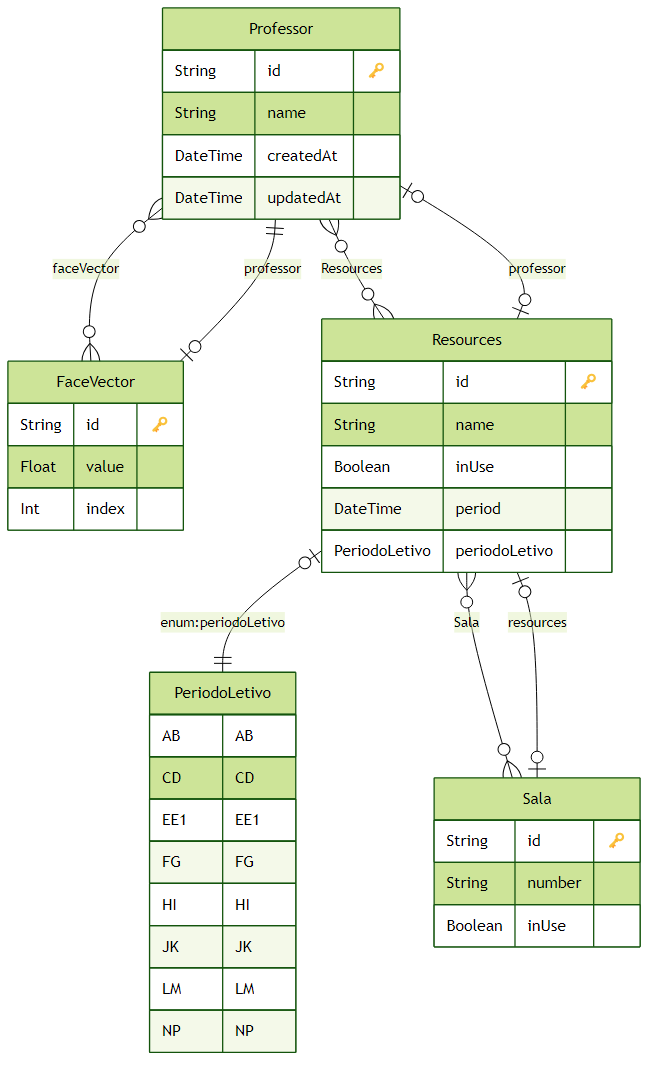 Professor
String id
String name
DateTime createdAt
DateTime updatedAt
faceVector
professor
Resources
professor
FaceVector
String id
Float value
Int index
Resources
String id
String name
Boolean inUse
DateTime period
PeriodoLetivo periodoLetivo
enum:periodoLetivo
Sala
resources
PeriodoLetivo
AB AB
CD CD
EE1 EE1
FG FG
HI HI
JK JK
LM LM
NP NP
Sala
String id
String number
Boolean inUse